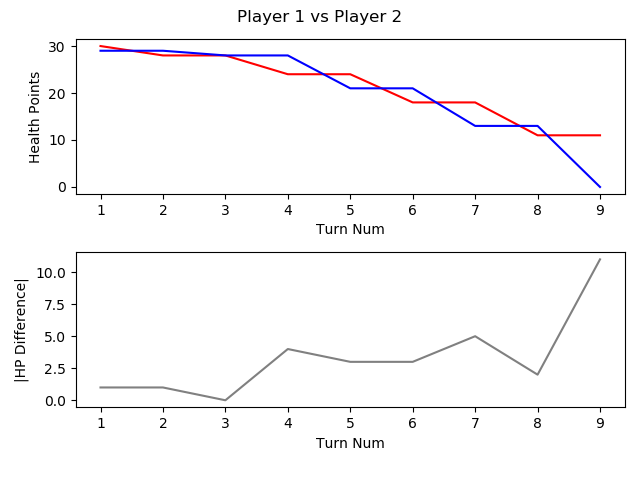 Player 1 vs Player 2
30
20
10
0
Health Points
1 2 3 4 5 6 7 8 9
Turn Num
10.0
7.5
5.0
2.5
0.0
|HP Difference|
1 2 3 4 5 6 7 8 9
Turn Num